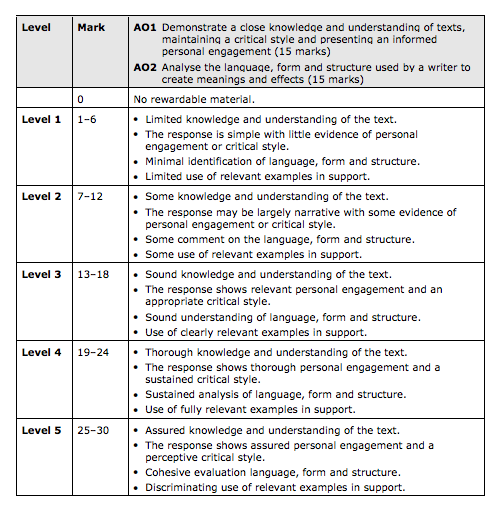 Level Mark AO1 Demonstrate a close knowledge and understanding of texts,
maintaining a critical style and presenting an informed
personal engagement (15 marks)
AO2 Analyse the language, form and structure used by a writer to
create meanings and effects (15 marks)
0 No rewardable material.
Level 1 1–6 • Limited knowledge and understanding of the text.
• The response is simple with little evidence of personal
engagement or critical style.
• Minimal identification of language, form and structure.
• Limited use of relevant examples in support.
Level 2 7–12 • Some knowledge and understanding of the text.
• The response may be largely narrative with some evidence of
personal engagement or critical style.
• Some comment on the language, form and structure.
• Some use of relevant examples in support.
Level 3 13–18 • Sound knowledge and understanding of the text.
• The response shows relevant personal engagement and an
appropriate critical style.
• Sound understanding of language, form and structure.
• Use of clearly relevant examples in support.
Level 4 19–24 • Thorough knowledge and understanding of the text.
• The response shows thorough personal engagement and a
sustained critical style.
• Sustained analysis of language, form and structure.
• Use of fully relevant examples in support.
Level 5 25–30 • Assured knowledge and understanding of the text.
• The response shows assured personal engagement and a
perceptive critical style.
• Cohesive evaluation language, form and structure.
• Discriminating use of relevant examples in support.